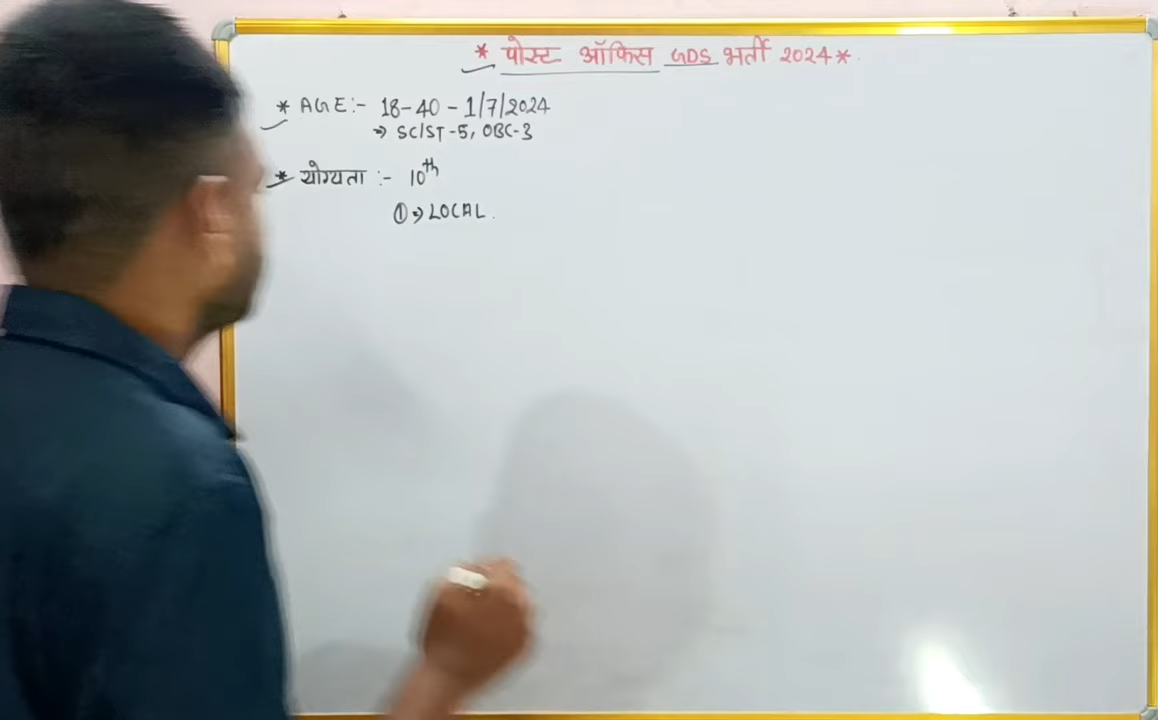 * पोस्ट ऑफिस GDS भर्ती 2024 *
* AGE:- 18-40 - 1/7/2024
→ SC/ST-5, OBC-3
* योग्यता :- 10th
① → LOCAL.